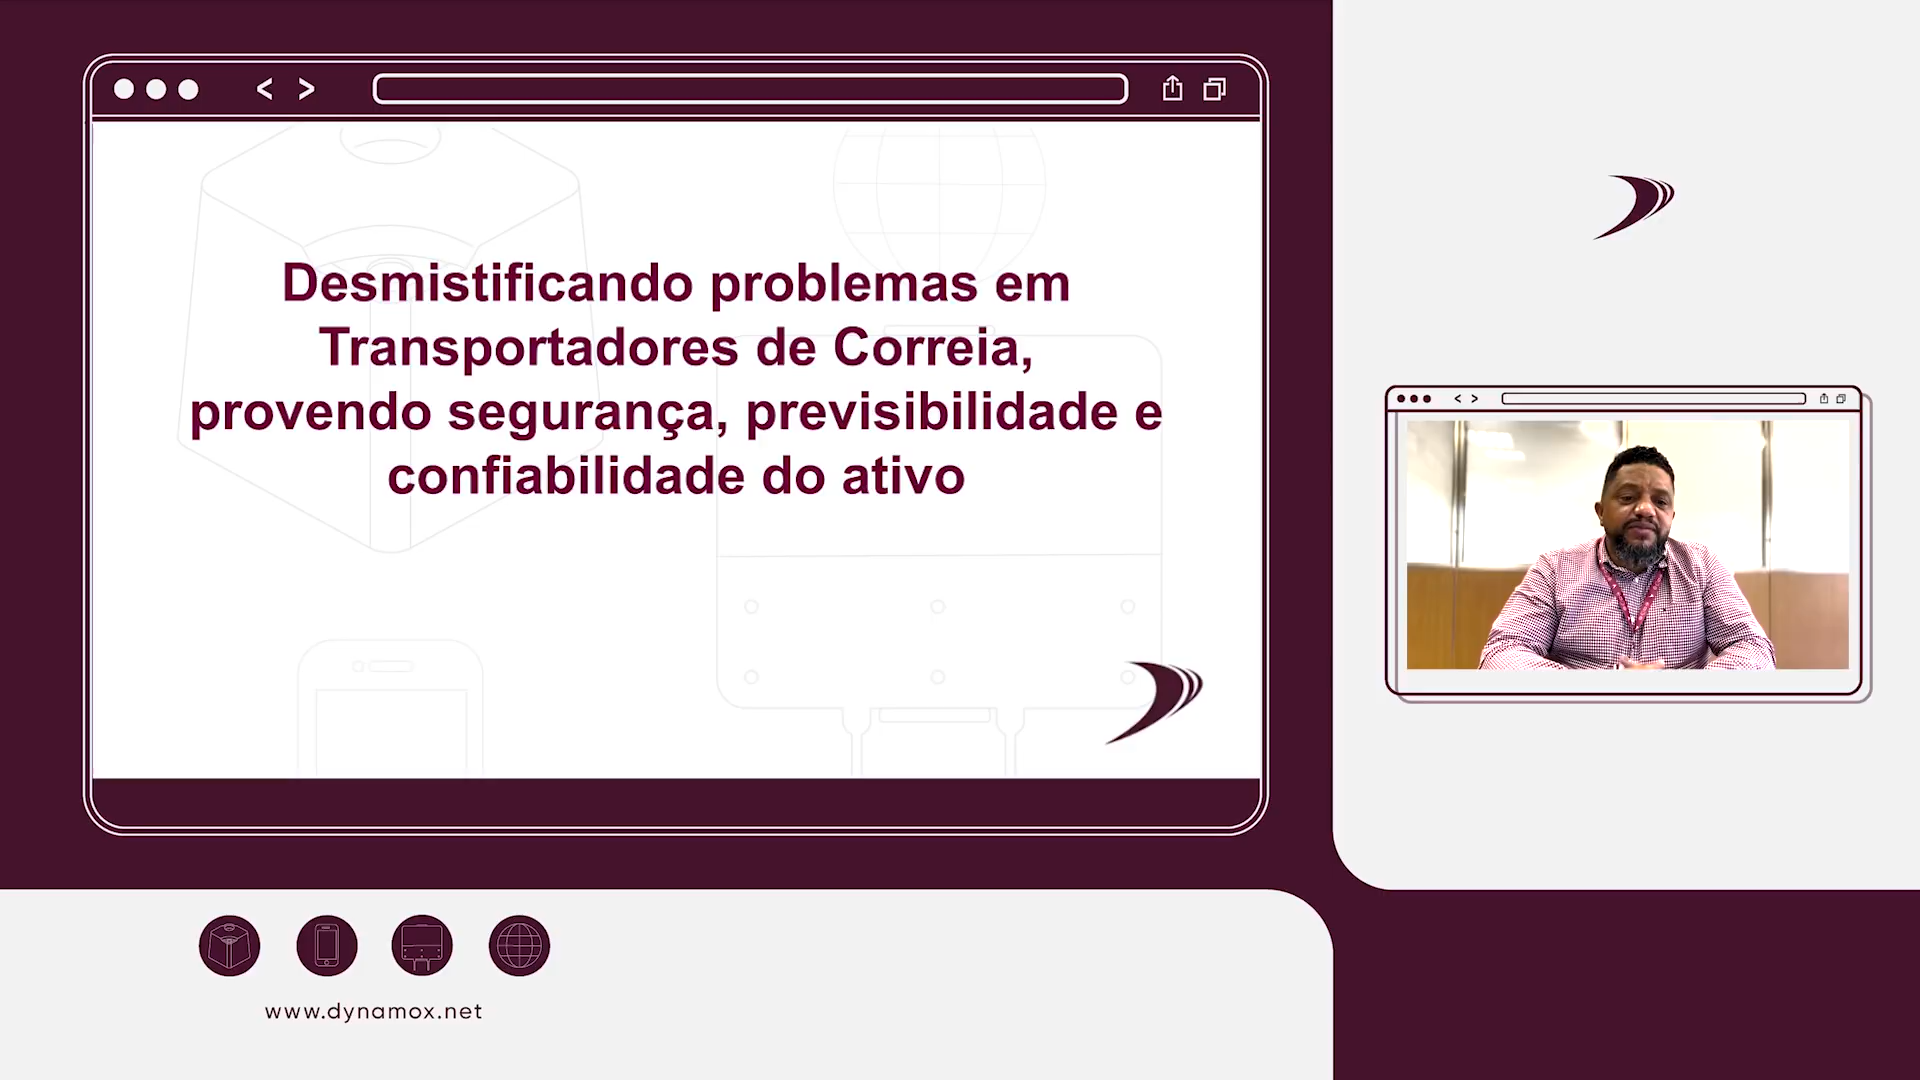 Desmistificando problemas em
Transportadores de Correia,
provendo segurança, previsibilidade e
confiabilidade do ativo
www.dynamox.net